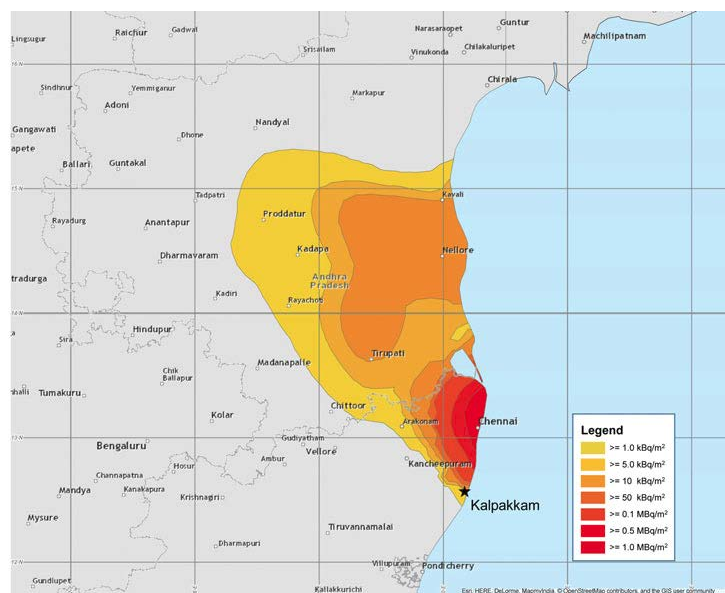 Guntur
Gadwal
Raichur
Narasaraopet
Lingsugur
Machilipatnam
Chilakaluripet
Srisailam
Vinukonda
16'N
Chirala
Sindhnur
Yemmiganur
Markapur
Adoni
Nandyal
Gangawati
Dhone
apete
Ballari
Guntakal
15'N
Tadpatri
Kavali
Proddatur
Rayadurg
Anantapur
Kadapa
Nellore
Dharmavaram
tradurga
Andhra
Pradesh
Kadiri
Rayachoti
Hindupur
Sira
Tirupati
Madanapalle
Chik
Ballapur
Tumakuru
Chittoor
Kolar
Arakonam
Chennai
Bengaluru
Gudiyatham
Vellore
Ambur
Kancheepuram
Hosur
Channapatna
Kanakapura
Mandya
Krishnagiri
Kalpakkam
Mysure
Tiruvannamalai
Dharmapuri
Villupuram
Pondicherry
Gundlupet
Kallakkurichi
Legend
>= 1.0 kBq/m²
>= 5.0 kBq/m²
>= 10 kBq/m²
>= 50 kBq/m²
>= 0.1 MBq/m²
>= 0.5 MBq/m²
>= 1.0 MBq/m²
Esri, HERE, DeLorme, MapmyIndia, © OpenStreetMap contributors, and the GIS user community